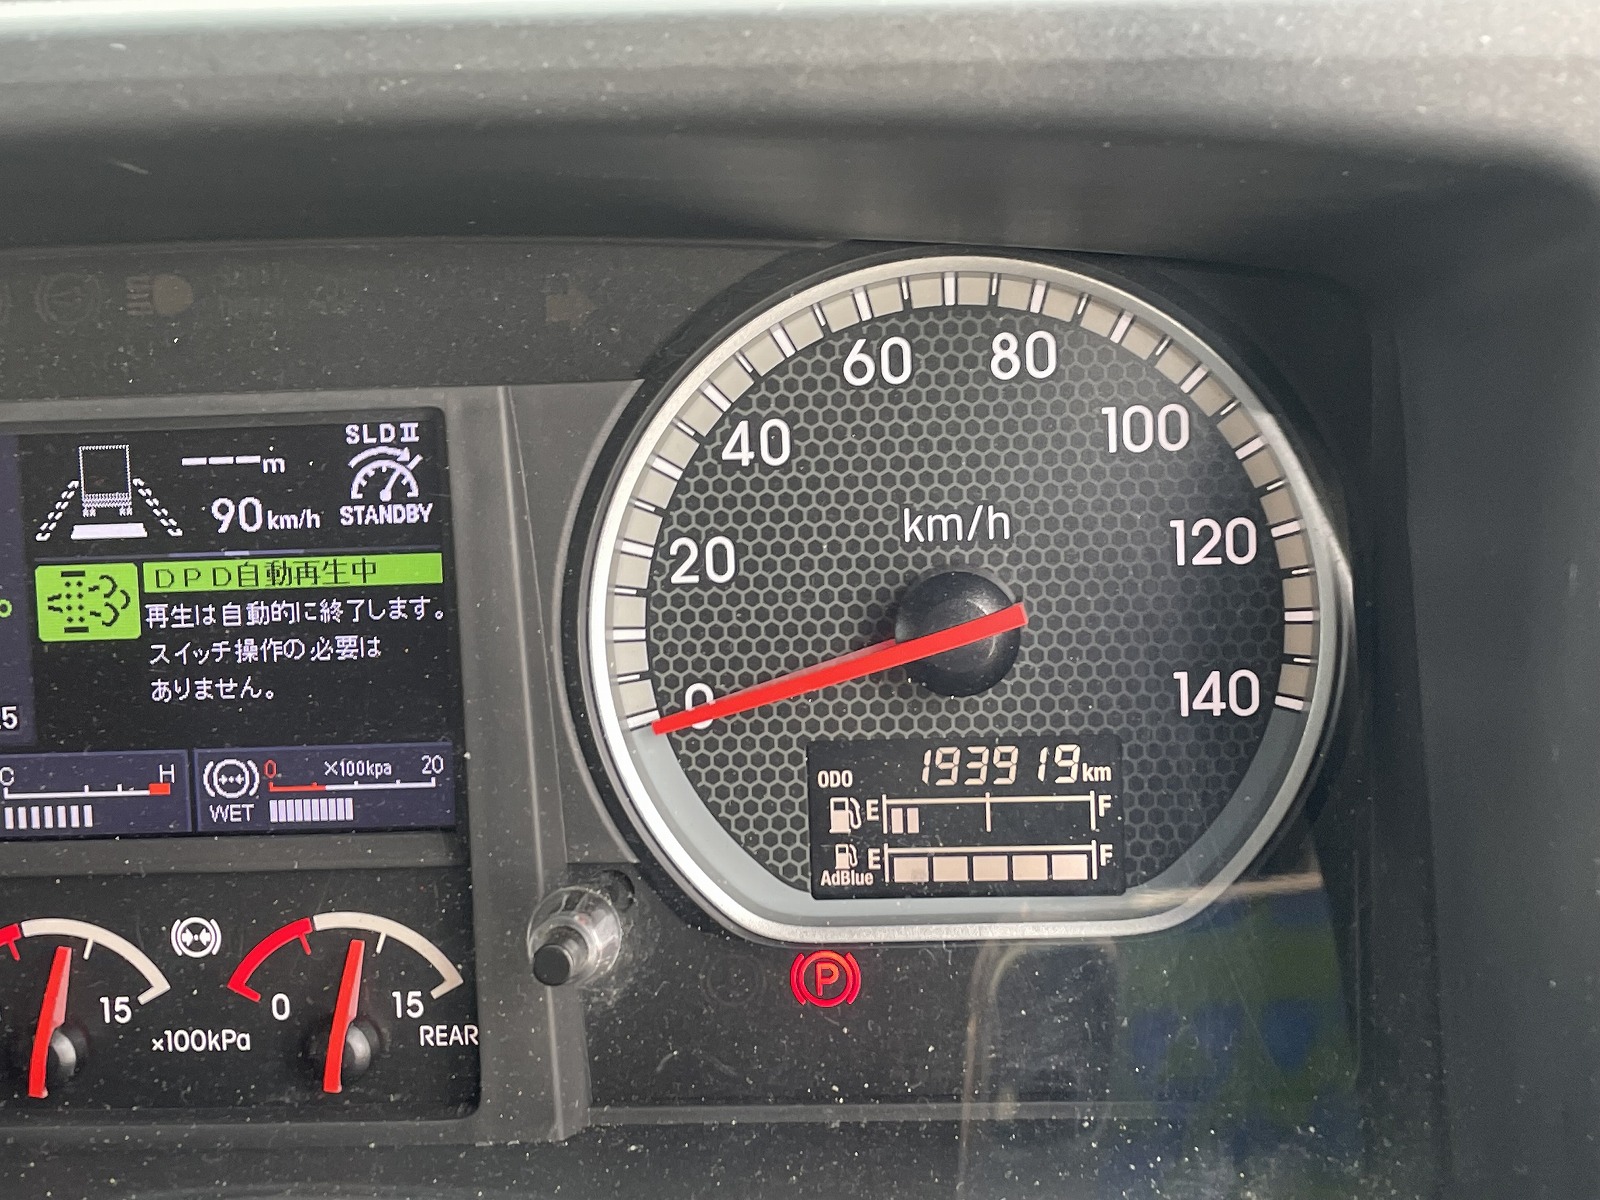 SLDⅡ
---m
90km/h
STANDBY
DPD自動再生中
再生は自動的に終了します。
スイッチ操作の必要は
ありません。
C H
0 ×100kpa 20
WET
15
×100kPa
0 15
REAR
0
20
40
60
80
100
120
140
km/h
ODO 193919km
E F
E F
AdBlue
P